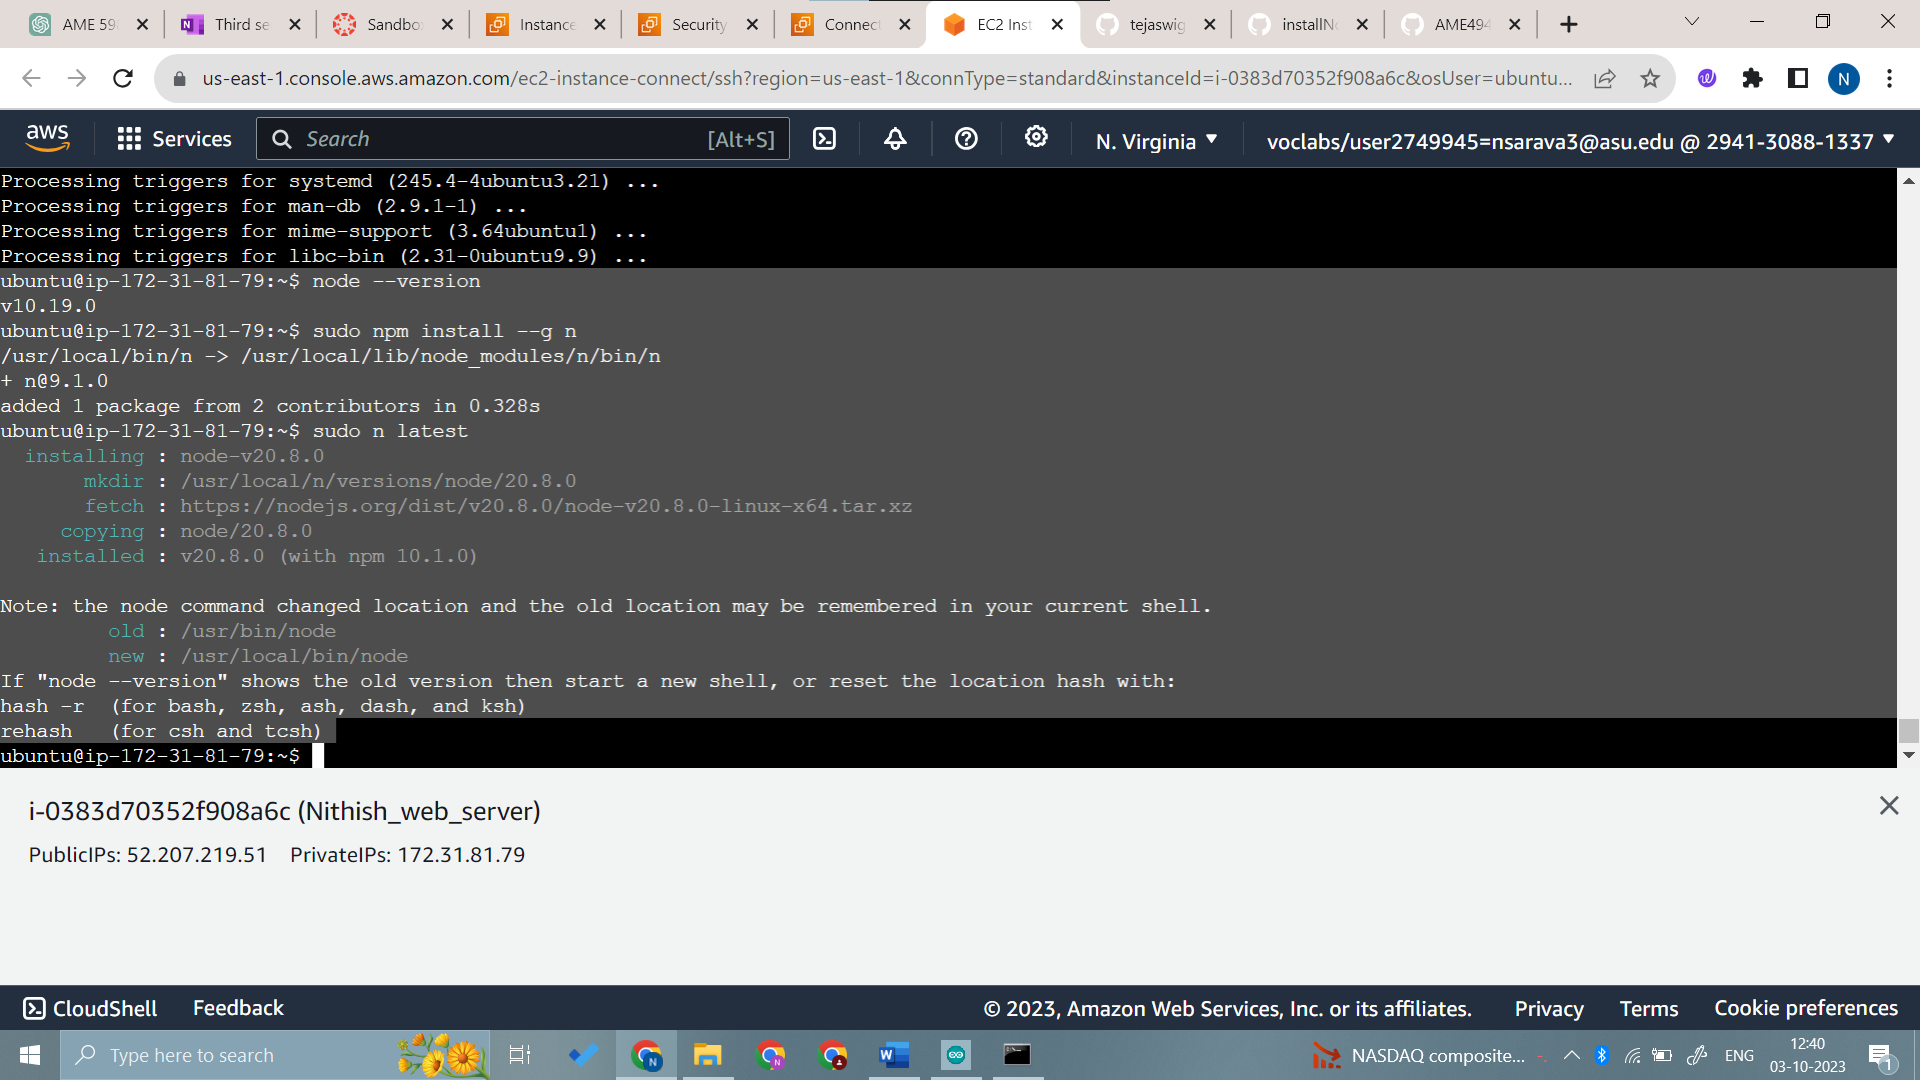 AME 59
Third se
Sandbo
Instance
Security
Connect
EC2 Inst
tejaswig
installN
AME494
us-east-1.console.aws.amazon.com/ec2-instance-connect/ssh?region=us-east-1&connType=standard&instanceId=i-0383d70352f908a6c&osUser=ubuntu...
N
aws
Services
Search
[Alt+S]
N. Virginia
voclabs/user2749945=nsarava3@asu.edu @ 2941-3088-1337
Processing triggers for systemd (245.4-4ubuntu3.21) ...
Processing triggers for man-db (2.9.1-1) ...
Processing triggers for mime-support (3.64ubuntu1) ...
Processing triggers for libc-bin (2.31-0ubuntu9.9) ...
ubuntu@ip-172-31-81-79:~$ node --version
v10.19.0
ubuntu@ip-172-31-81-79:~$ sudo npm install --g n
/usr/local/bin/n -> /usr/local/lib/node_modules/n/bin/n
+ n@9.1.0
added 1 package from 2 contributors in 0.328s
ubuntu@ip-172-31-81-79:~$ sudo n latest
installing : node-v20.8.0
mkdir : /usr/local/n/versions/node/20.8.0
fetch : https://nodejs.org/dist/v20.8.0/node-v20.8.0-linux-x64.tar.xz
copying : node/20.8.0
installed : v20.8.0 (with npm 10.1.0)
Note: the node command changed location and the old location may be remembered in your current shell.
old : /usr/bin/node
new : /usr/local/bin/node
If "node --version" shows the old version then start a new shell, or reset the location hash with:
hash -r (for bash, zsh, ash, dash, and ksh)
rehash (for csh and tcsh)
ubuntu@ip-172-31-81-79:~$
i-0383d70352f908a6c (Nithish_web_server)
PublicIPs: 52.207.219.51 PrivateIPs: 172.31.81.79
CloudShell
Feedback
© 2023, Amazon Web Services, Inc. or its affiliates.
Privacy
Terms
Cookie preferences
Type here to search
NASDAQ composite...
ENG
12:40
03-10-2023
1